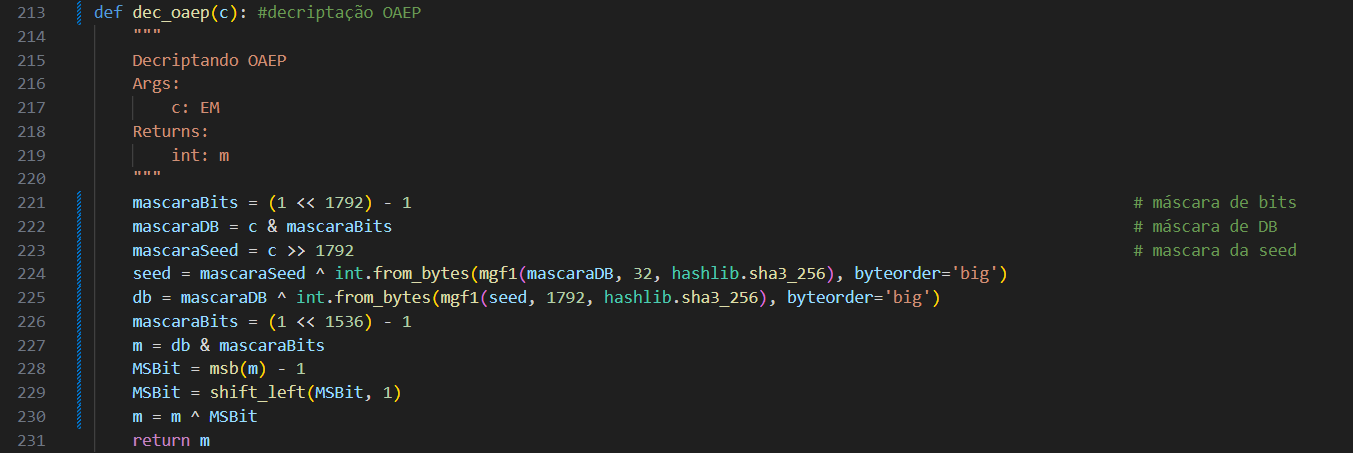 213 def dec_oaep(c): #decriptação OAEP
214 """
215 Decriptando OAEP
216 Args:
217 c: EM
218 Returns:
219 int: m
220 """
221 mascaraBits = (1 << 1792) - 1 # máscara de bits
222 mascaraDB = c & mascaraBits # máscara de DB
223 mascaraSeed = c >> 1792 # mascara da seed
224 seed = mascaraSeed ^ int.from_bytes(mgf1(mascaraDB, 32, hashlib.sha3_256), byteorder='big')
225 db = mascaraDB ^ int.from_bytes(mgf1(seed, 1792, hashlib.sha3_256), byteorder='big')
226 mascaraBits = (1 << 1536) - 1
227 m = db & mascaraBits
228 MSBit = msb(m) - 1
229 MSBit = shift_left(MSBit, 1)
230 m = m ^ MSBit
231 return m